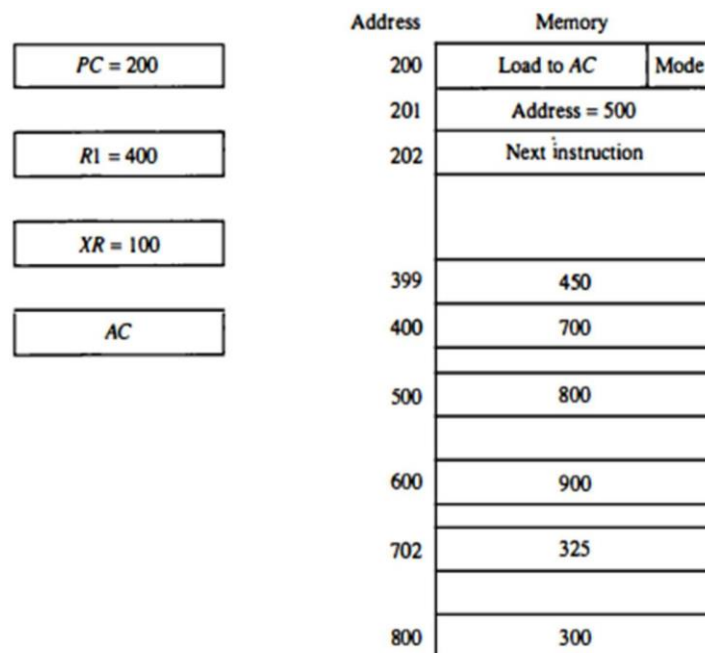 Address Memory
PC = 200
200 Load to AC Mode
201 Address = 500
R1 = 400
202 Next instruction
XR = 100
399 450
AC
400 700
500 800
600 900
702 325
800 300